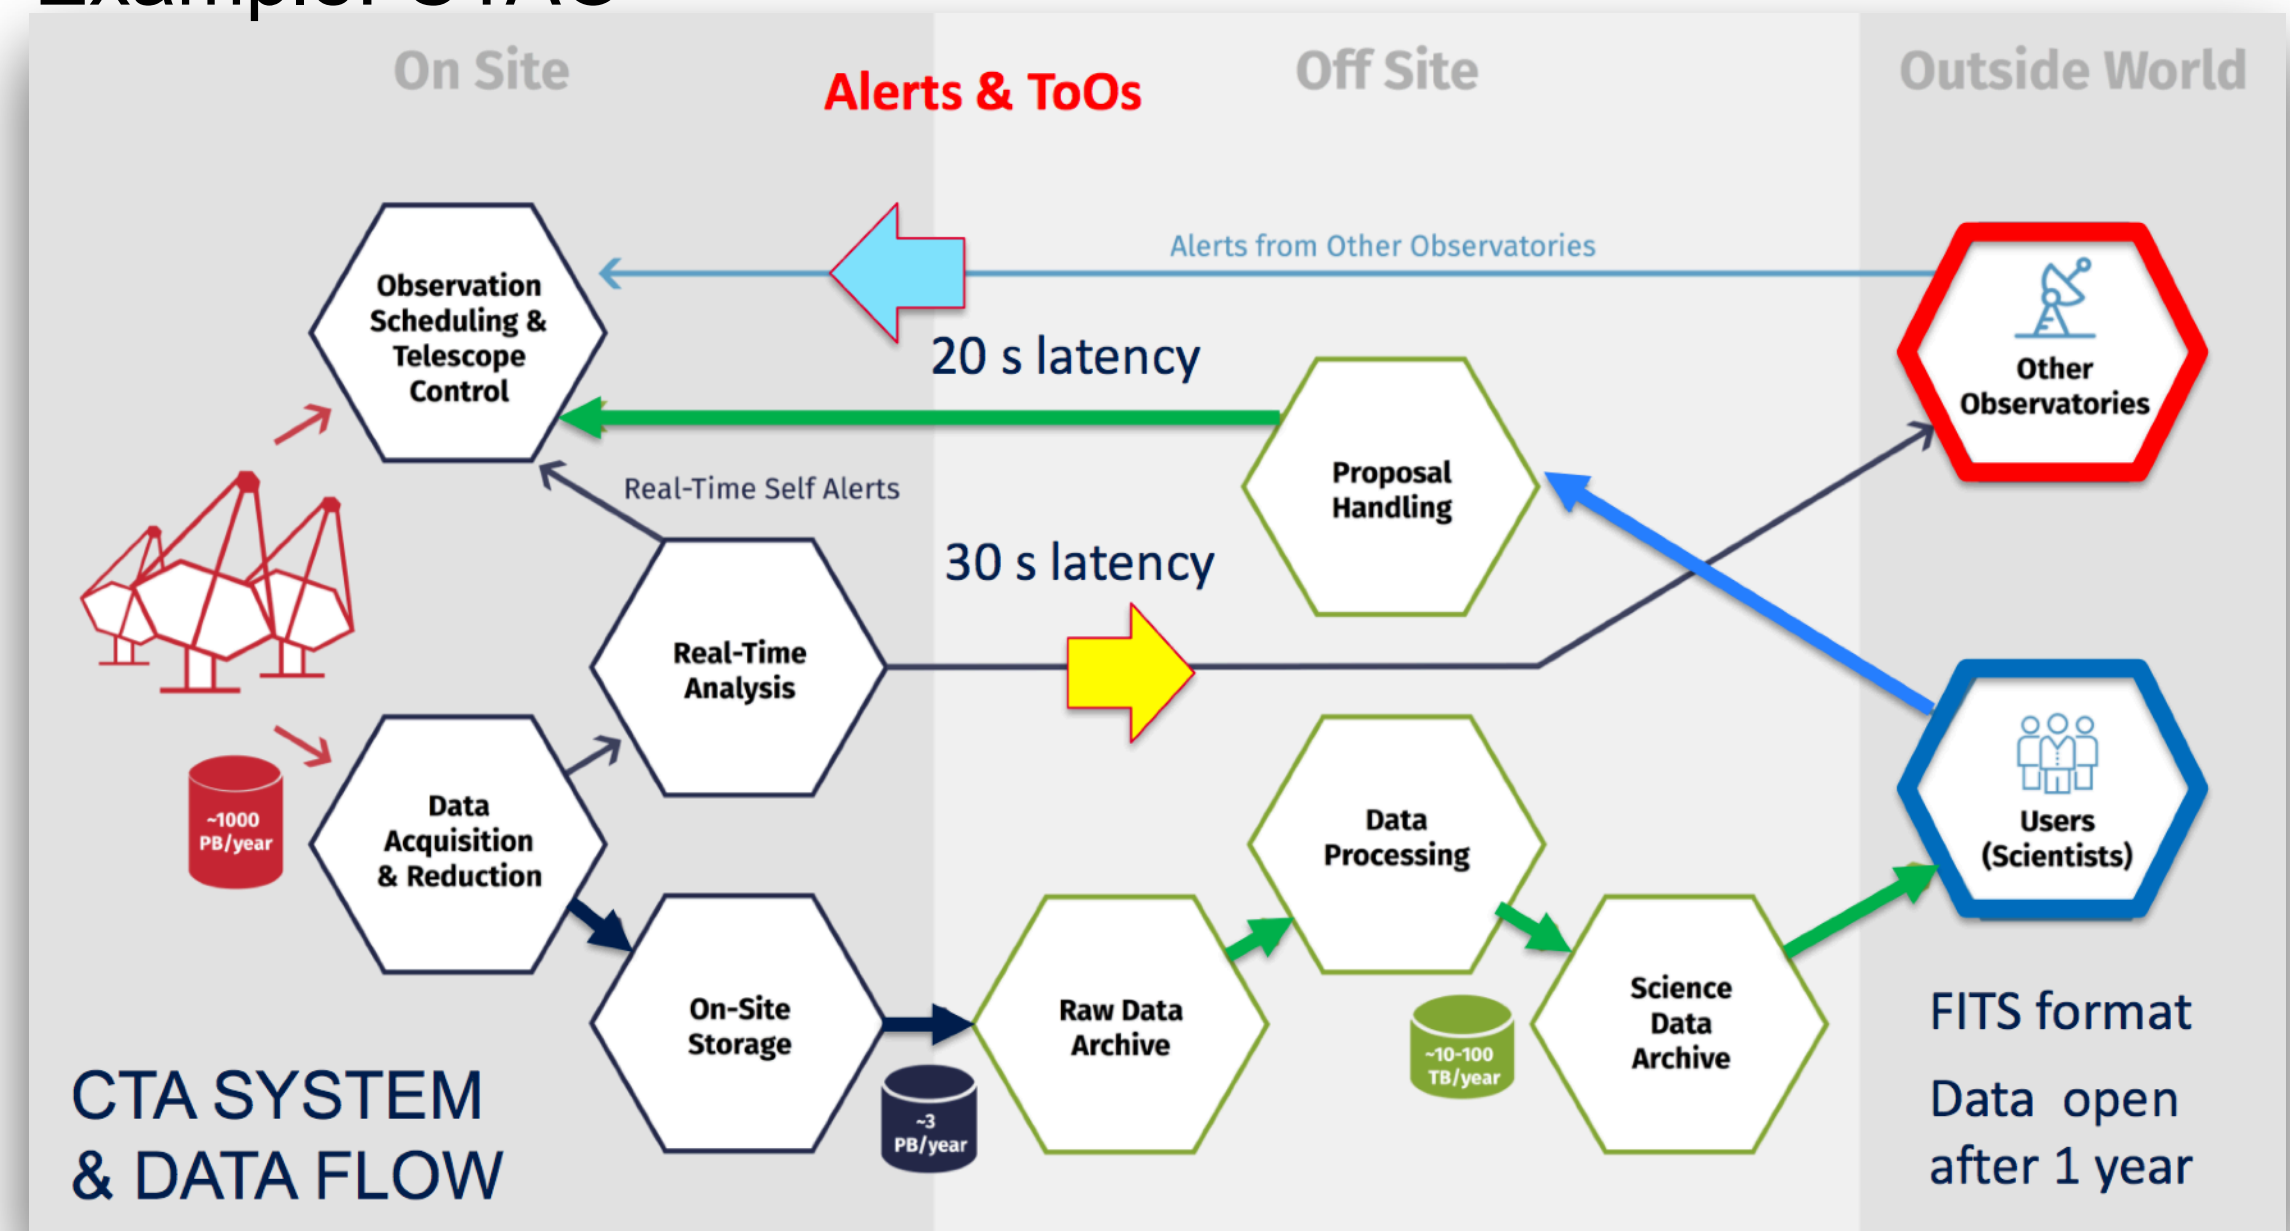 On Site
Alerts & ToOs
Off Site
Outside World
Alerts from Other Observatories
Observation
Scheduling &
Telescope
Control
20 s latency
Other
Observatories
Real-Time Self Alerts
Proposal
Handling
30 s latency
Real-Time
Analysis
~1000
PB/year
Data
Acquisition
& Reduction
Data
Processing
Users
(Scientists)
On-Site
Storage
~3
PB/year
Raw Data
Archive
~10-100
TB/year
Science
Data
Archive
FITS format
Data open
after 1 year
CTA SYSTEM
& DATA FLOW